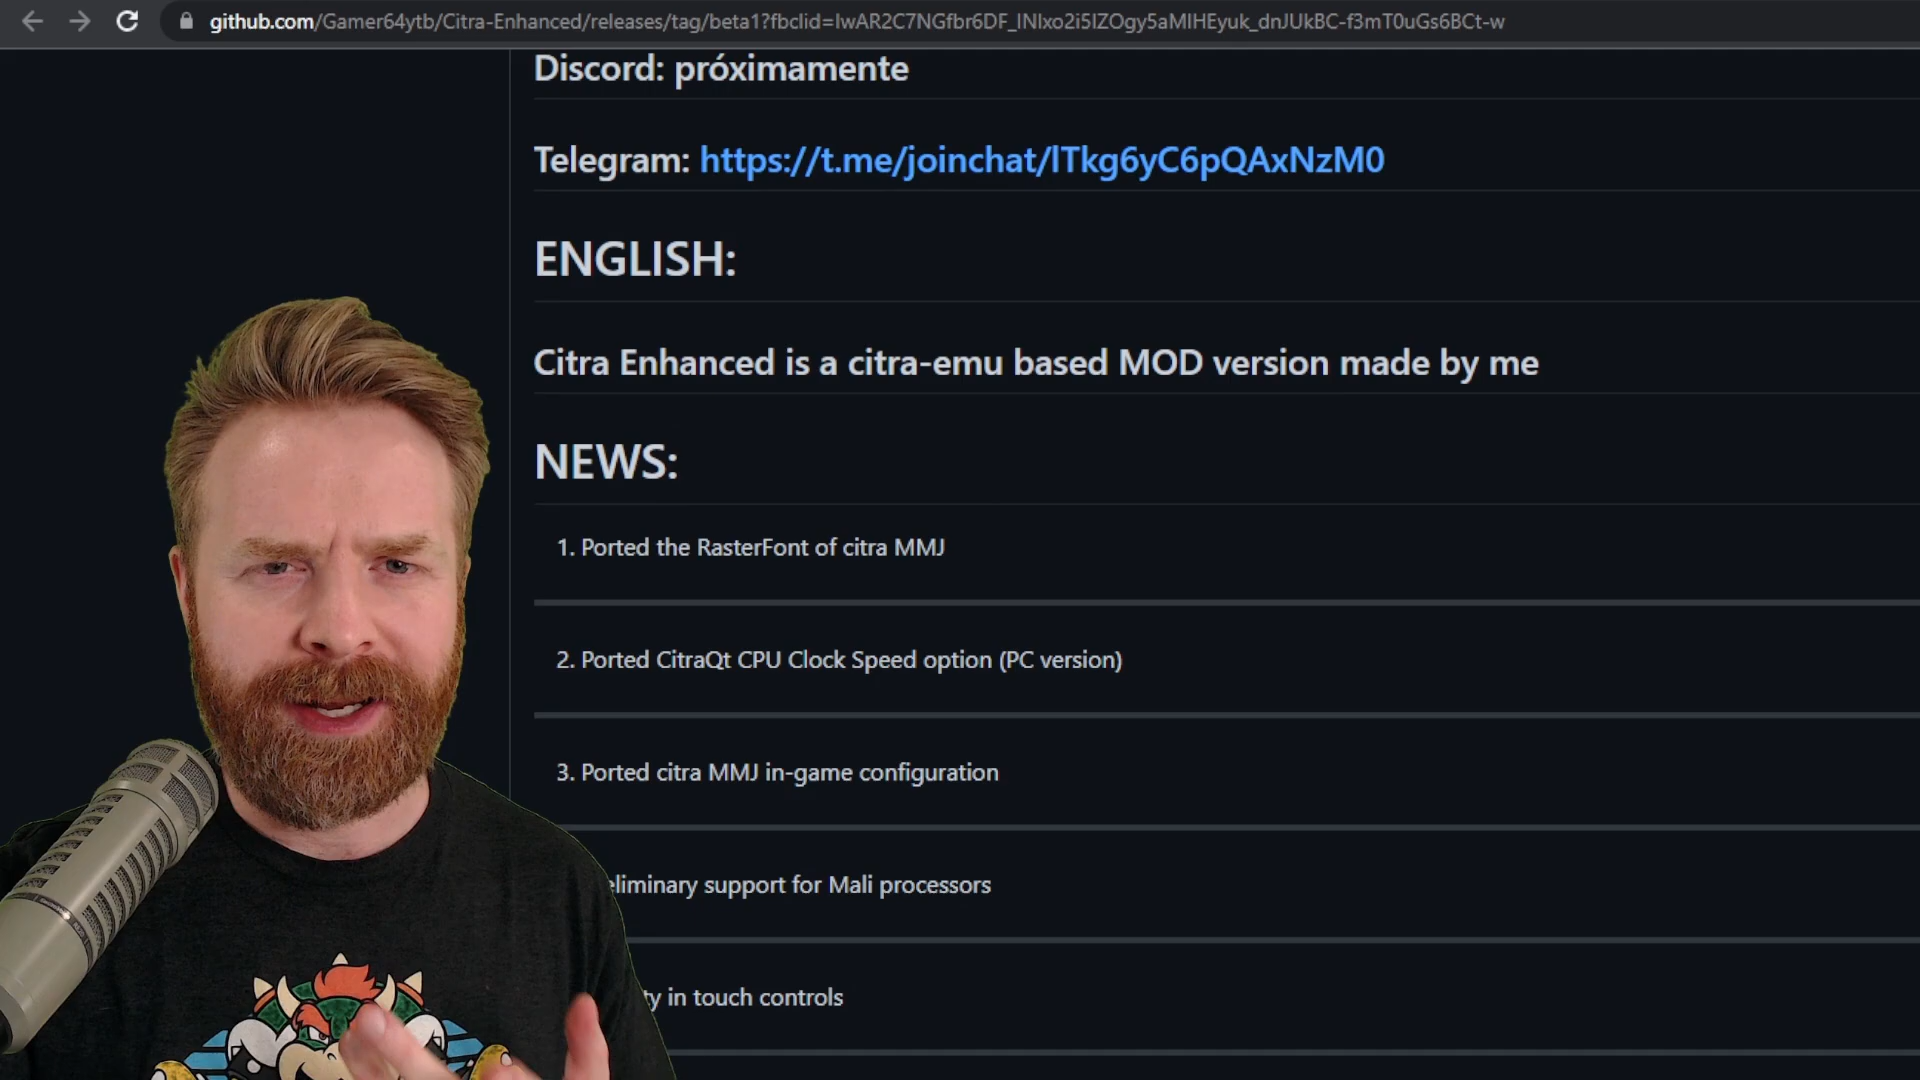 github.com/Gamer64ytb/Citra-Enhanced/releases/tag/beta1?fbclid=IwAR2C7NGfbr6DF_lNIxo2i5IZOgy5aMIHEyuk_dnJUkBC-f3mT0uGs6BCt-w
Discord: próximamente
Telegram: https://t.me/joinchat/lTkg6yC6pQAxNzM0
ENGLISH:
Citra Enhanced is a citra-emu based MOD version made by me
NEWS:
1. Ported the RasterFont of citra MMJ
2. Ported CitraQt CPU Clock Speed option (PC version)
3. Ported citra MMJ in-game configuration
eliminary support for Mali processors
ty in touch controls